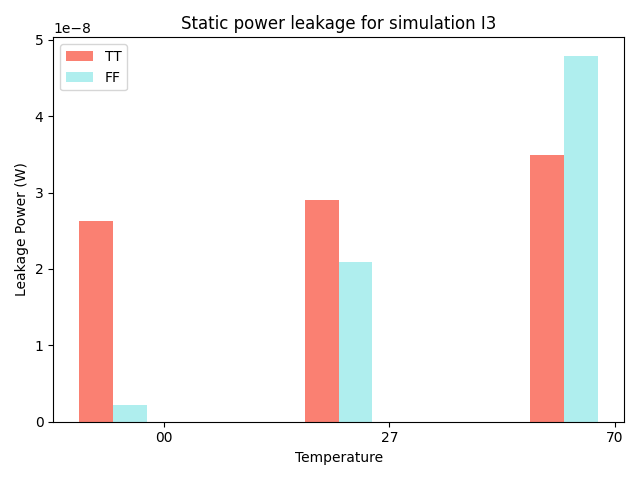 Static power leakage for simulation I3
1e−8
TT
FF
5
4
3
2
1
0
Leakage Power (W)
00
27
70
Temperature